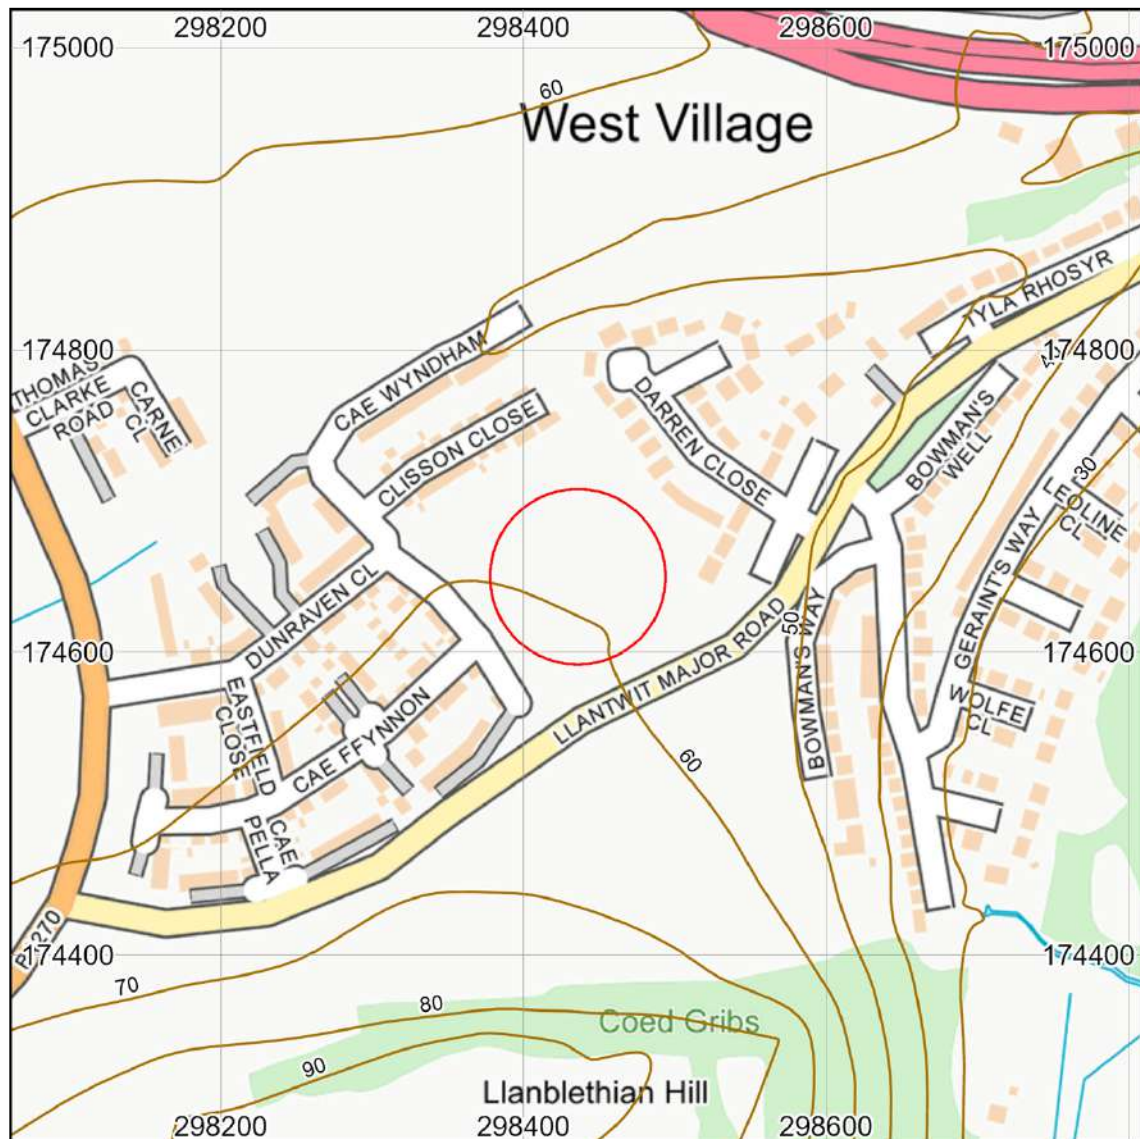 298200
298400
298600
175000
175000
60
West Village
TYLA RHOSYR
174800
174800
CAE WYNDHAM
THOMAS
CLARKE
ROAD
CARNE
CL
CLISSON CLOSE
DARREN CLOSE
BOWMAN'S
WELL
30
LEOLINE
CL
GERAINT'S WAY
DUNRAVEN CL
BOWMAN'S WAY
50
LLANTWIT MAJOR ROAD
174600
174600
EASTFIELD
CLOSE
CAE FFYNNON
WOLFE
CL
60
CAE
PELLA
174400
174400
70
80
Coed Gribs
90
Llanblethian Hill
298200
298400
298600